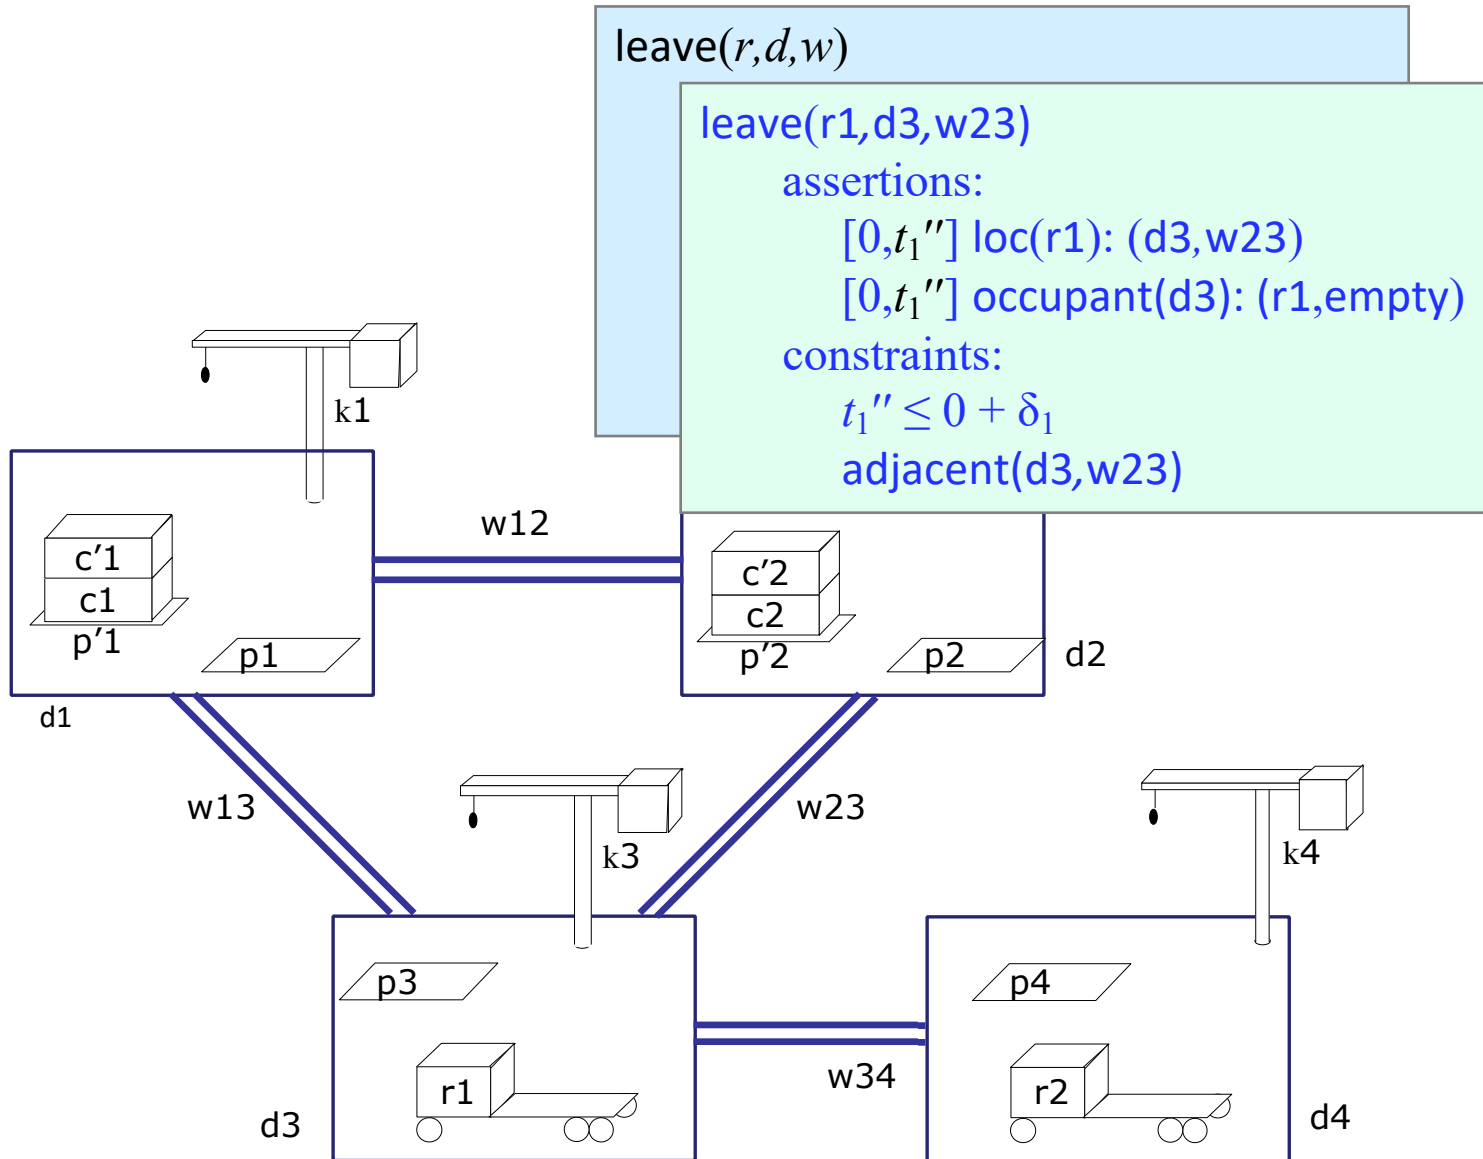 leave(r,d,w)
leave(r1,d3,w23)
assertions:
[0,t₁″] loc(r1): (d3,w23)
[0,t₁″] occupant(d3): (r1,empty)
constraints:
t₁″ ≤ 0 + δ₁
adjacent(d3,w23)
k1
w12
c′1
c1
p′1
p1
d1
c′2
c2
p′2
p2
d2
w13
w23
k3
k4
p3
r1
d3
w34
p4
r2
d4